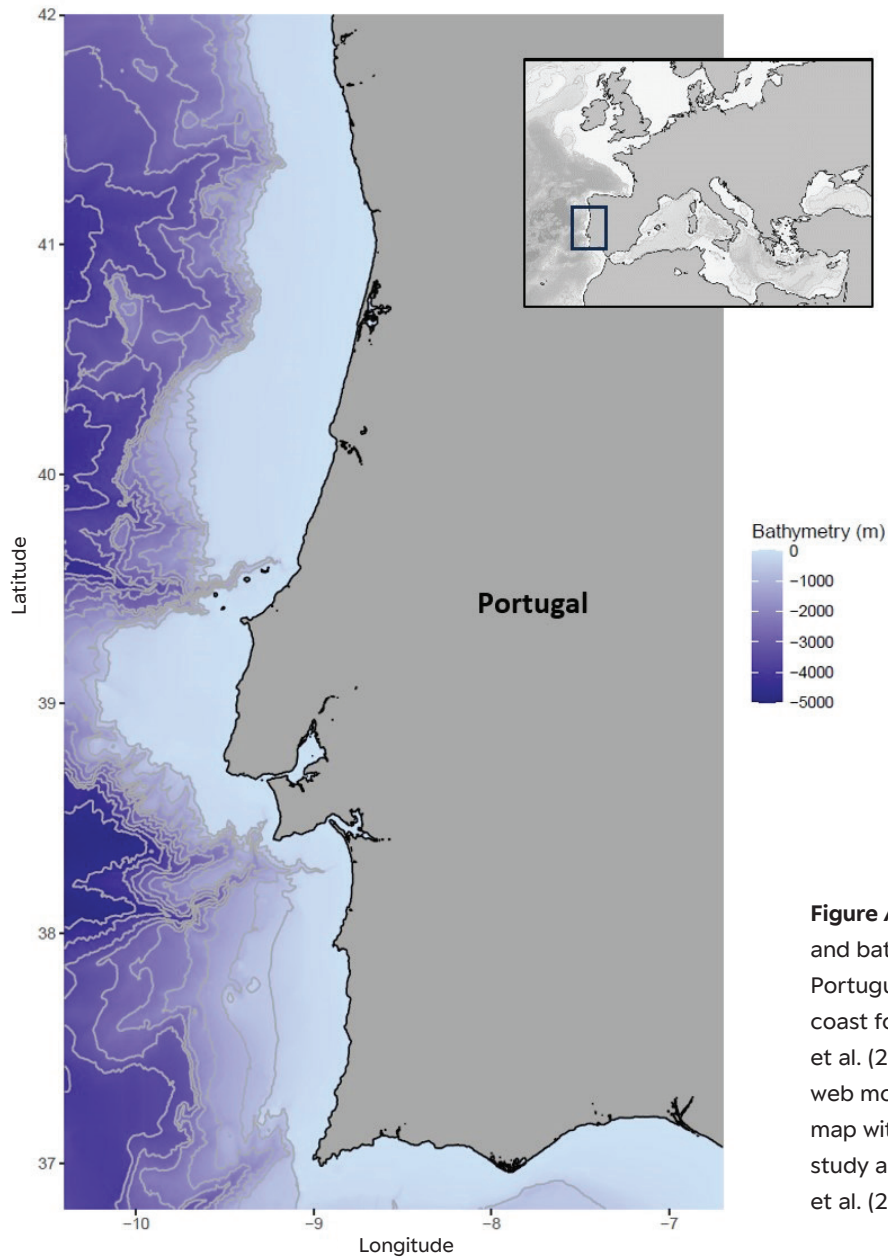 42
41
40
39
38
37
Latitude
Portugal
Bathymetry (m)
0
−1000
−2000
−3000
−4000
−5000
−10
−9
−8
−7
Longitude
Figure
and bat
Portugu
coast fo
et al. (2
web mo
map wit
study a
et al. (2